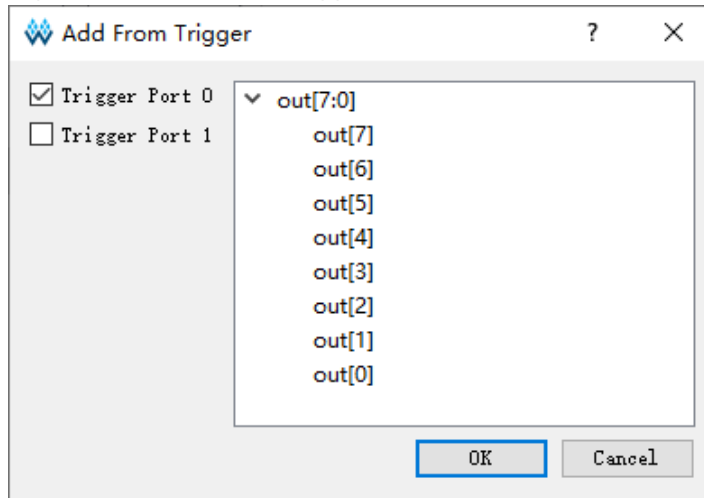 Add From Trigger
Trigger Port 0
Trigger Port 1
out[7:0]
out[7]
out[6]
out[5]
out[4]
out[3]
out[2]
out[1]
out[0]
OK
Cancel